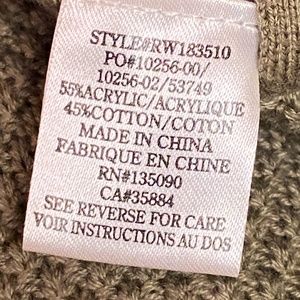 STYLE#RW183510
PO#10256-00/
10256-02/53749
55%ACRYLIC/ACRYLIQUE
45%COTTON/COTON
MADE IN CHINA
FABRIQUE EN CHINE
RN#135090
CA#35884
SEE REVERSE FOR CARE
VOIR INSTRUCTIONS AU DOS